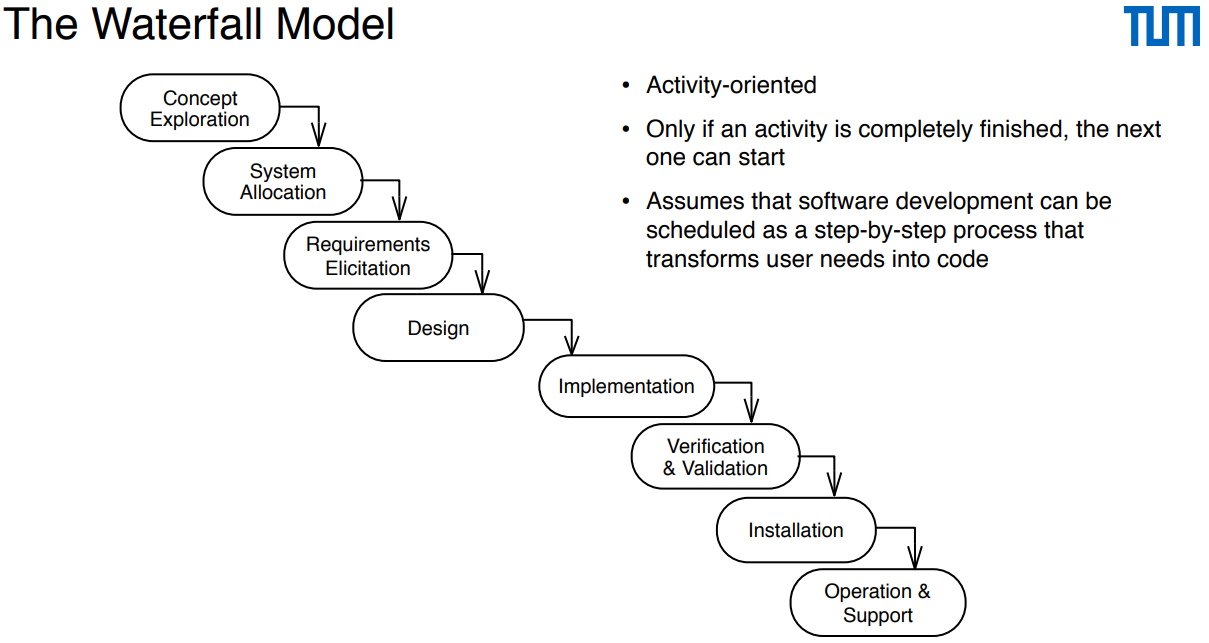 The Waterfall Model
TUM
Concept
Exploration
System
Allocation
Requirements
Elicitation
Design
Implementation
Verification
& Validation
Installation
Operation &
Support
• Activity-oriented
• Only if an activity is completely finished, the next
one can start
• Assumes that software development can be
scheduled as a step-by-step process that
transforms user needs into code